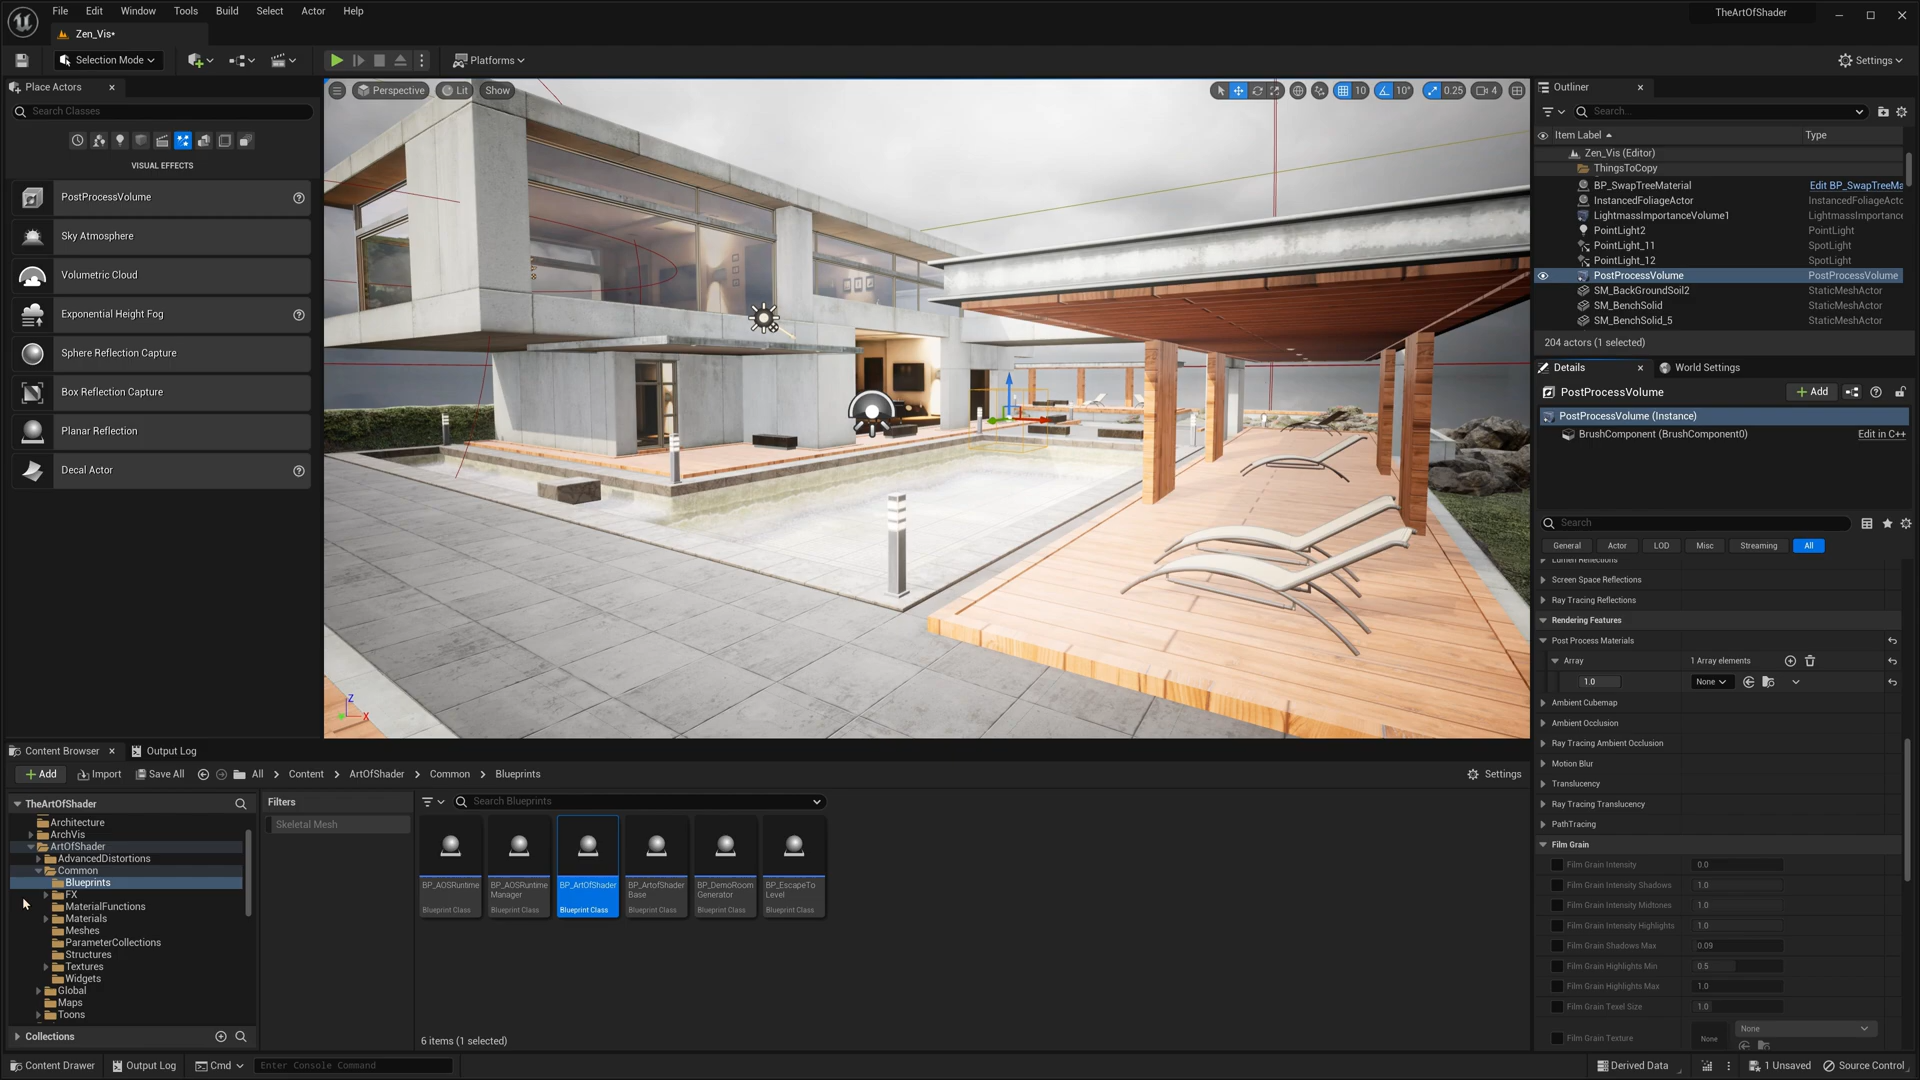 File Edit Window Tools Build Select Actor Help
TheArtOfShader
Zen_Vis•
Selection Mode
Platforms
Settings
Place Actors
Search Classes
VISUAL EFFECTS
PostProcessVolume
Sky Atmosphere
Volumetric Cloud
Exponential Height Fog
Sphere Reflection Capture
Box Reflection Capture
Planar Reflection
Decal Actor
Perspective Lit Show
10 10° 0.25 4
Z
X
Outliner
Search...
Item Label Type
Zen_Vis (Editor)
ThingsToCopy
BP_SwapTreeMaterial Edit BP_SwapTreeMa
InstancedFoliageActor InstancedFoliageActo
LightmassImportanceVolume1 LightmassImportance
PointLight2 PointLight
PointLight_11 SpotLight
PointLight_12 SpotLight
PostProcessVolume PostProcessVolume
SM_BackGroundSoil2 StaticMeshActor
SM_BenchSolid StaticMeshActor
SM_BenchSolid_5 StaticMeshActor
204 actors (1 selected)
Details World Settings
PostProcessVolume + Add
PostProcessVolume (Instance)
BrushComponent (BrushComponent0) Edit in C++
Search
General Actor LOD Misc Streaming All
Lumen Reflections
Screen Space Reflections
Ray Tracing Reflections
Rendering Features
Post Process Materials
Array 1 Array elements
1.0 None
Ambient Cubemap
Ambient Occlusion
Ray Tracing Ambient Occlusion
Motion Blur
Translucency
Ray Tracing Translucency
PathTracing
Film Grain
Film Grain Intensity 0.0
Film Grain Intensity Shadows 1.0
Film Grain Intensity Midtones 1.0
Film Grain Intensity Highlights 1.0
Film Grain Shadows Max 0.09
Film Grain Highlights Min 0.5
Film Grain Highlights Max 1.0
Film Grain Texel Size 1.0
Film Grain Texture None None
Content Browser Output Log
+ Add Import Save All All > Content > ArtOfShader > Common > Blueprints Settings
TheArtOfShader
Architecture
ArchVis
ArtOfShader
AdvancedDistortions
Common
Blueprints
FX
MaterialFunctions
Materials
Meshes
ParameterCollections
Structures
Textures
Widgets
Global
Maps
Toons
Collections
Filters
Skeletal Mesh
Search Blueprints
BP_AOSRuntime
Blueprint Class
BP_AOSRuntime
Manager
Blueprint Class
BP_ArtOfShader
Blueprint Class
BP_ArtofShader
Base
Blueprint Class
BP_DemoRoom
Generator
Blueprint Class
BP_EscapeTo
Level
Blueprint Class
6 items (1 selected)
Content Drawer Output Log Cmd Enter Console Command
Derived Data 1 Unsaved Source Control